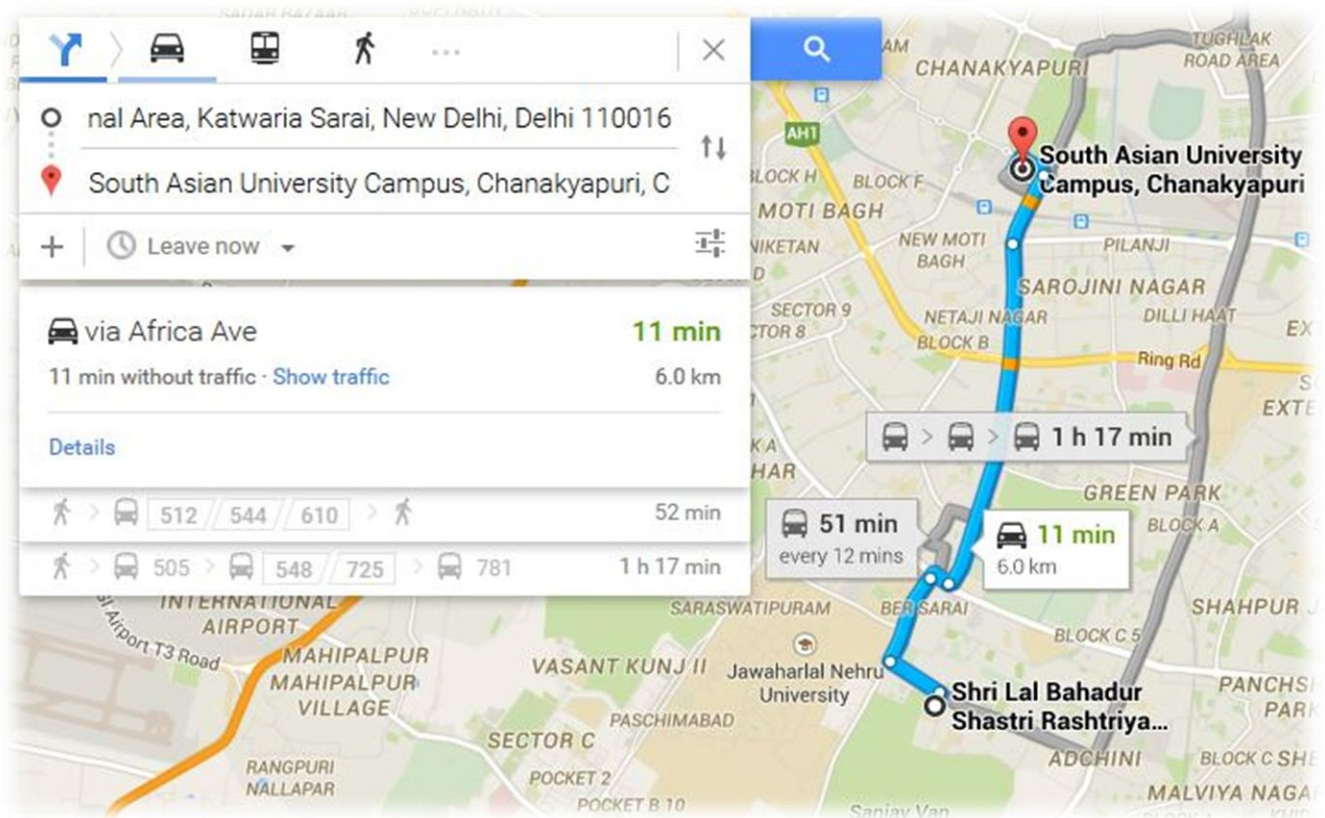 nal Area, Katwaria Sarai, New Delhi, Delhi 110016
South Asian University Campus, Chanakyapuri, C
Leave now
via Africa Ave
11 min
11 min without traffic · Show traffic
6.0 km
Details
512 544 610
52 min
505 548 725 781
1 h 17 min
TUGHLAK
ROAD AREA
CHANAKYAPURI
AH1
South Asian University
Campus, Chanakyapuri
BLOCK F
MOTI BAGH
NEW MOTI
BAGH
PILANJI
SAROJINI NAGAR
SECTOR 9
NETAJI NAGAR
DILLI HAAT
BLOCK B
Ring Rd
1 h 17 min
GREEN PARK
BLOCK A
51 min
every 12 mins
11 min
6.0 km
INTERNATIONAL
AIRPORT
Airport T3 Road
SARASWATIPURAM
BER SARAI
SHAHPUR J
BLOCK C 5
MAHIPALPUR
MAHIPALPUR
VILLAGE
VASANT KUNJ II
Jawaharlal Nehru
University
Shri Lal Bahadur
Shastri Rashtriya...
PANCHS
PARK
PASCHIMABAD
SECTOR C
ADCHINI
BLOCK C SHE
RANGPURI
NALLAPAR
POCKET 2
POCKET B 10
MALVIYA NAGA
Sanjay Van